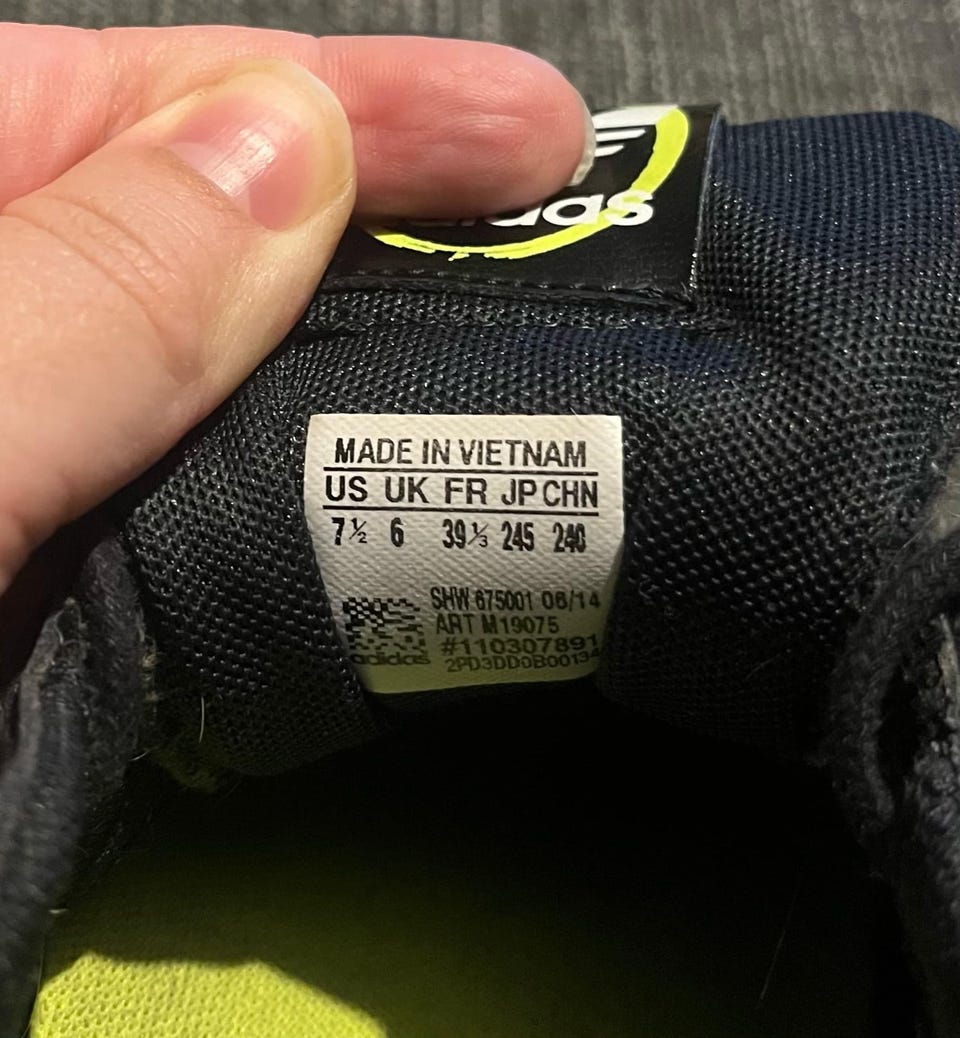 adidas
MADE IN VIETNAM
US UK FR JP CHN
7½ 6 39⅓ 245 240
SHW 675001 06/14
ART M19075
#110307891
adidas 2PD3DD0B00134